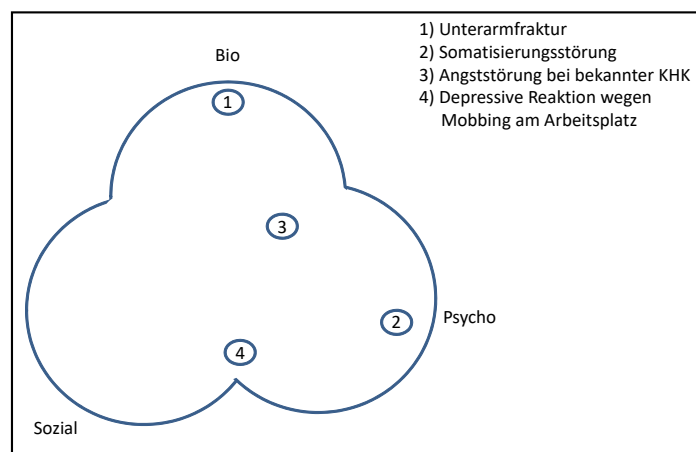 1) Unterarmfraktur
2) Somatisierungsstörung
3) Angststörung bei bekannter KHK
4) Depressive Reaktion wegen
Mobbing am Arbeitsplatz
Bio
1
3
Psycho
2
4
Sozial